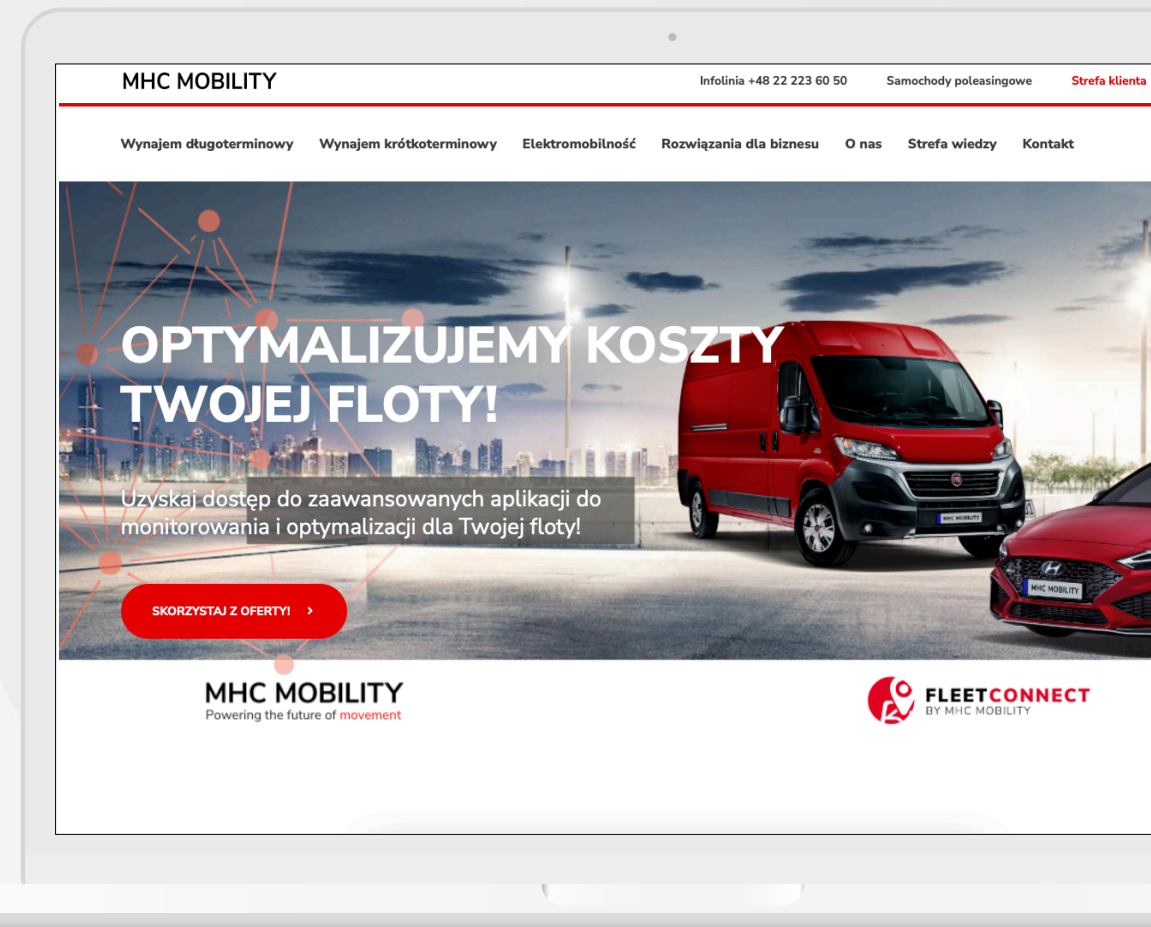 MHC MOBILITY
Infolinia +48 22 223 60 50
Samochody poleasingowe
Strefa klienta
Wynajem długoterminowy
Wynajem krótkoterminowy
Elektromobilność
Rozwiązania dla biznesu
O nas
Strefa wiedzy
Kontakt
OPTYMALIZUJEMY KOSZTY
TWOJEJ FLOTY!
Uzyskaj dostęp do zaawansowanych aplikacji do
monitorowania i optymalizacji dla Twojej floty!
MHC MOBILITY
MHC MOBILITY
SKORZYSTAJ Z OFERTY!
MHC MOBILITY
Powering the future of movement
FLEETCONNECT
BY MHC MOBILITY